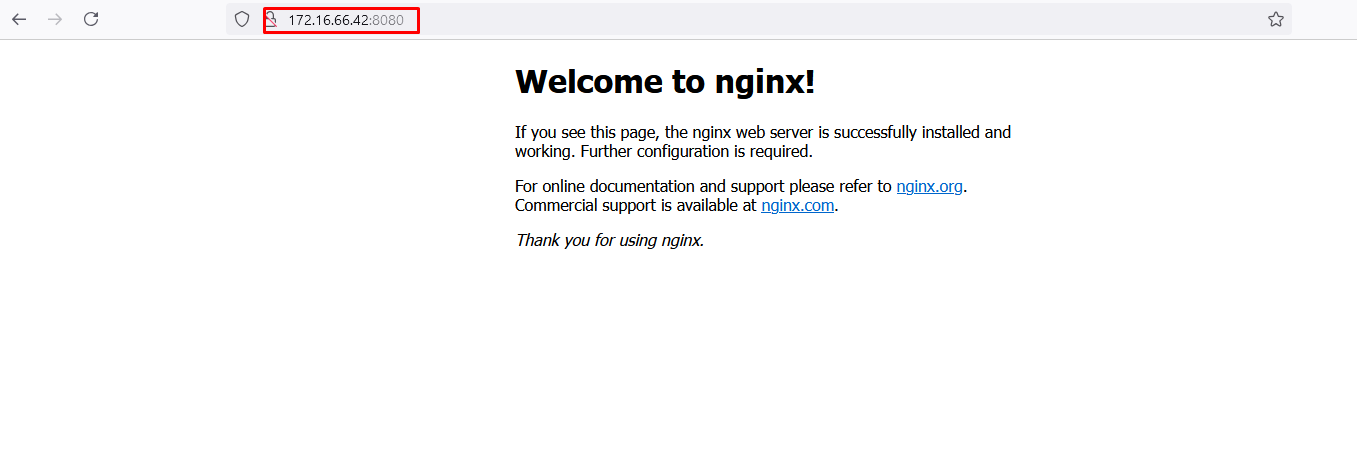 172.16.66.42:8080
Welcome to nginx!
If you see this page, the nginx web server is successfully installed and
working. Further configuration is required.
For online documentation and support please refer to nginx.org.
Commercial support is available at nginx.com.
Thank you for using nginx.